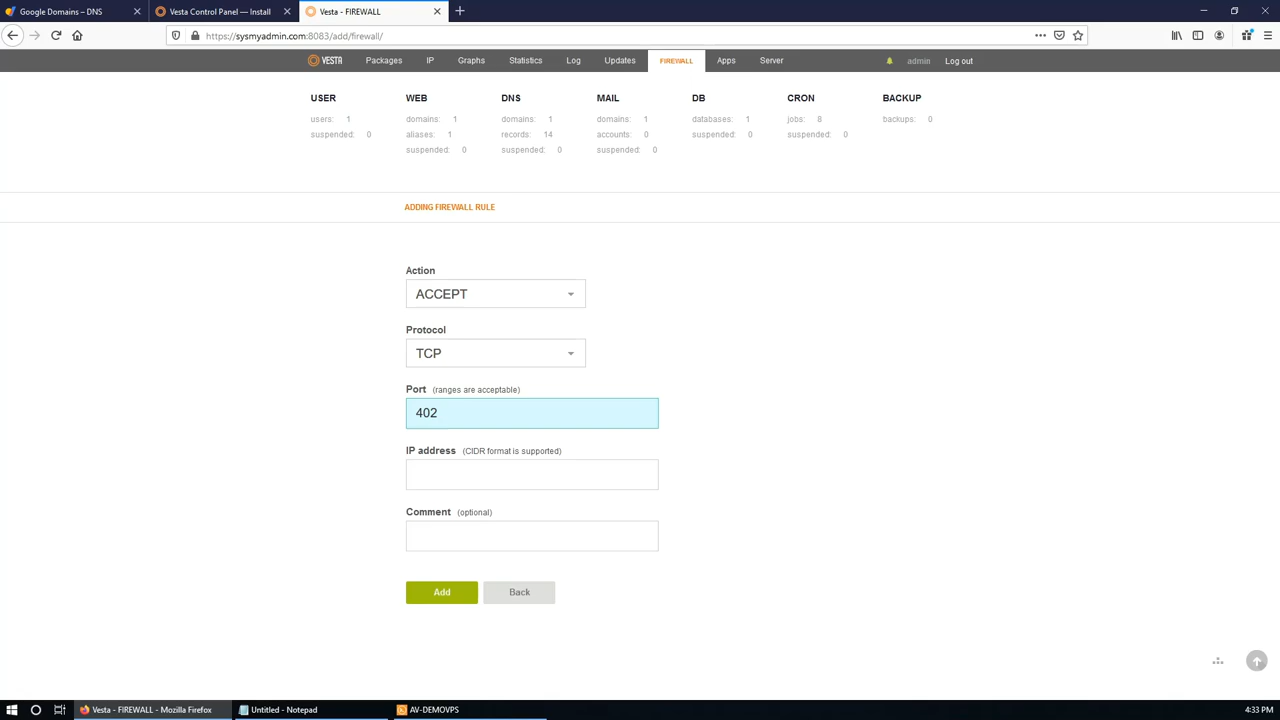 Google Domains – DNS
Vesta Control Panel — Install
Vesta - FIREWALL
https://sysmyadmin.com:8083/add/firewall/
VESTA Packages IP Graphs Statistics Log Updates FIREWALL Apps Server admin Log out
USER WEB DNS MAIL DB CRON BACKUP
users: 1 domains: 1 domains: 1 domains: 1 databases: 1 jobs: 8 backups: 0
suspended: 0 aliases: 1 records: 14 accounts: 0 suspended: 0 suspended: 0
suspended: 0 suspended: 0 suspended: 0
ADDING FIREWALL RULE
Action
ACCEPT
Protocol
TCP
Port (ranges are acceptable)
402
IP address (CIDR format is supported)
Comment (optional)
Add Back
Vesta - FIREWALL - Mozilla Firefox Untitled - Notepad AV-DEMOVPS 4:33 PM